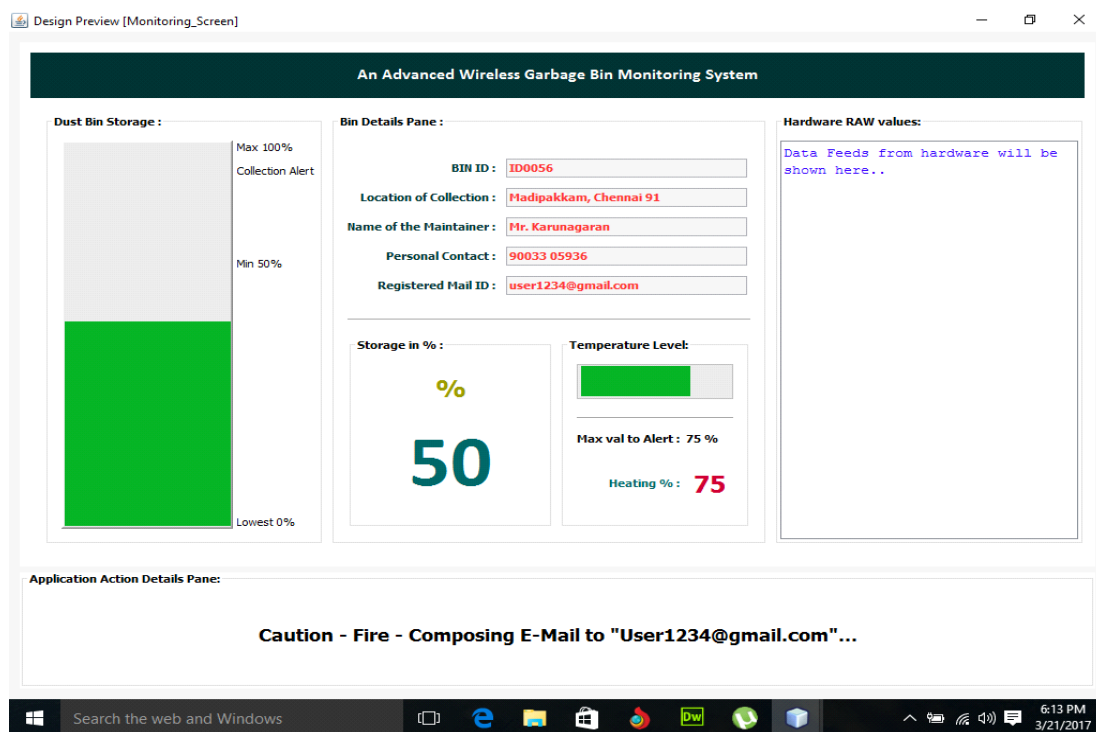 Design Preview [Monitoring_Screen]
An Advanced Wireless Garbage Bin Monitoring System
Dust Bin Storage :
Max 100%
Collection Alert
Min 50%
Lowest 0%
Bin Details Pane :
BIN ID : ID0056
Location of Collection : Madipakkam, Chennai 91
Name of the Maintainer : Mr. Karunagaran
Personal Contact : 90033 05936
Registered Mail ID : user1234@gmail.com
Storage in % :
%
50
Temperature Level:
Max val to Alert : 75 %
Heating % : 75
Hardware RAW values:
Data Feeds from hardware will be
shown here..
Application Action Details Pane:
Caution - Fire - Composing E-Mail to "User1234@gmail.com"...
Search the web and Windows
Dw
6:13 PM
3/21/2017